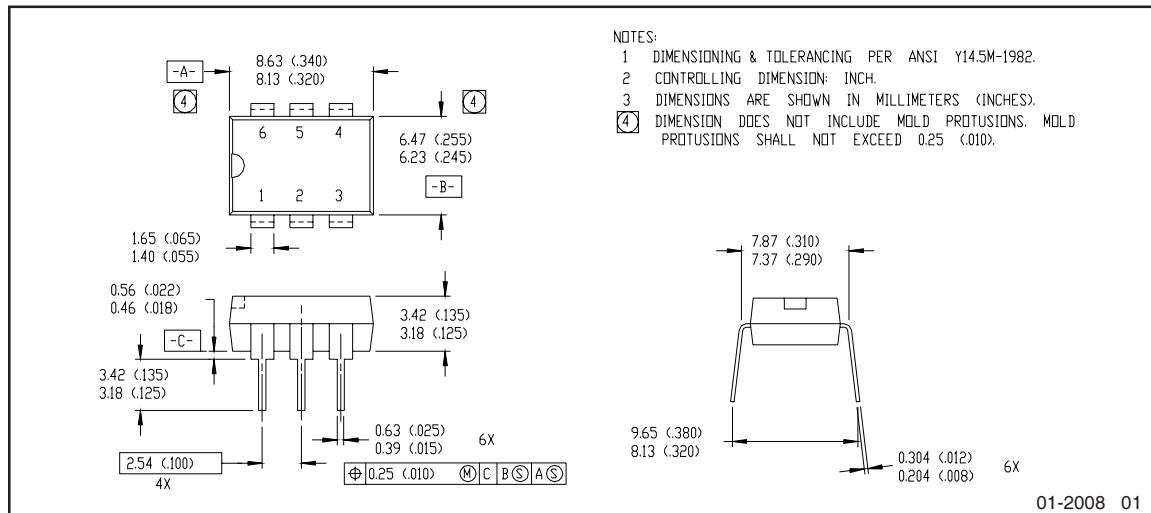 -A-
8.63 (.340)
8.13 (.320)
4
4
6 5 4
1 2 3
6.47 (.255)
6.23 (.245)
-B-
1.65 (.065)
1.40 (.055)
0.56 (.022)
0.46 (.018)
-C-
3.42 (.135)
3.18 (.125)
3.42 (.135)
3.18 (.125)
0.63 (.025)
0.39 (.015)
6X
2.54 (.100)
4X
⌖ 0.25 (.010) Ⓜ C B Ⓢ A Ⓢ
NOTES:
1 DIMENSIONING & TOLERANCING PER ANSI Y14.5M-1982.
2 CONTROLLING DIMENSION: INCH.
3 DIMENSIONS ARE SHOWN IN MILLIMETERS (INCHES).
4 DIMENSION DOES NOT INCLUDE MOLD PROTUSIONS. MOLD
PROTUSIONS SHALL NOT EXCEED 0.25 (.010).
7.87 (.310)
7.37 (.290)
9.65 (.380)
8.13 (.320)
0.304 (.012)
0.204 (.008)
6X
01-2008 01